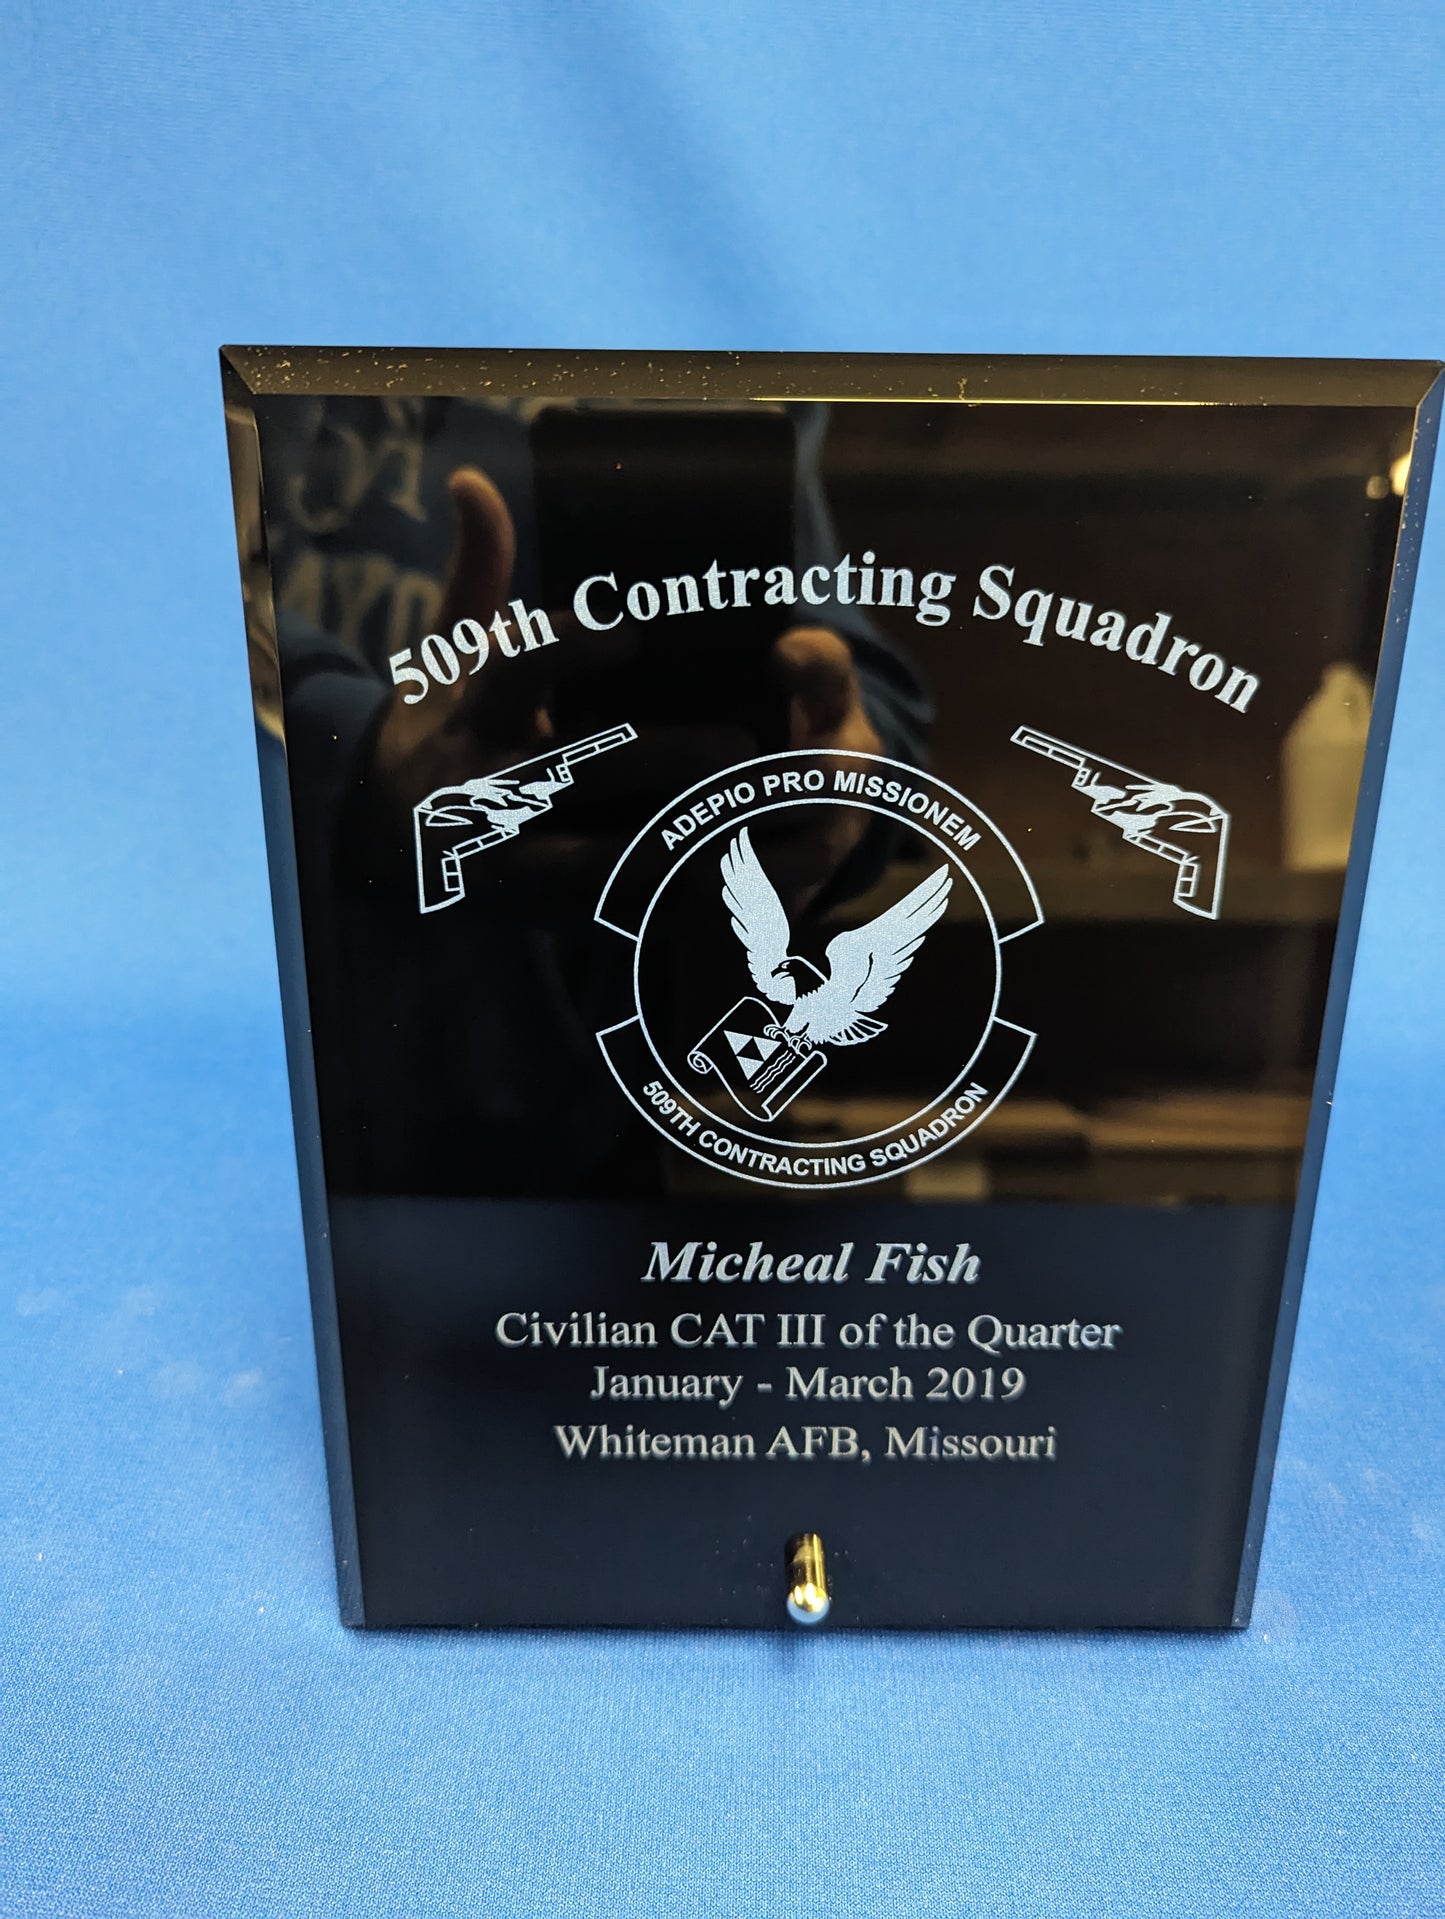 509th Contracting Squadron
ADEPIO PRO MISSIONEM
509TH CONTRACTING SQUADRON
Micheal Fish
Civilian CAT III of the Quarter
January - March 2019
Whiteman AFB, Missouri